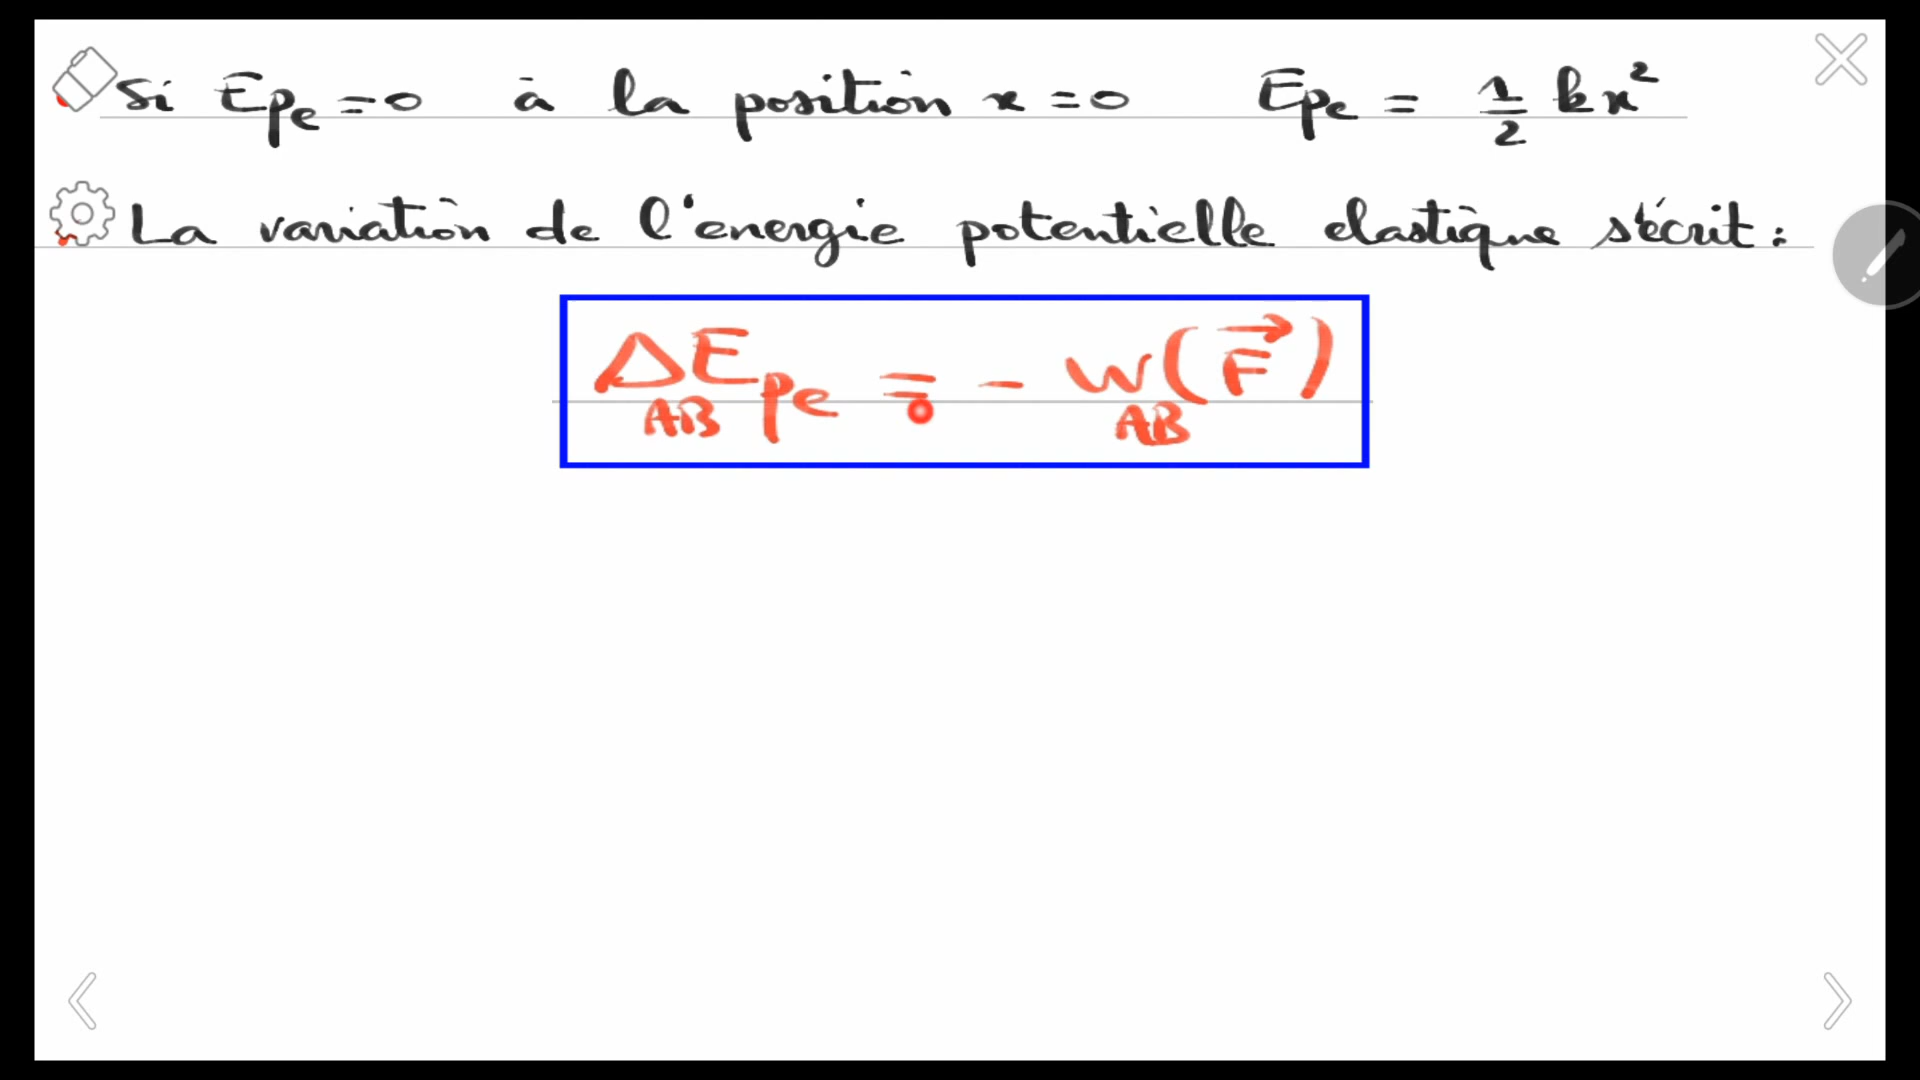 Si Epe = 0 à la position x = 0 Epe = 1/2 kx²
La variation de l'energie potentielle elastique s'écrit :
ΔEpe = - W(F⃗)
AB AB